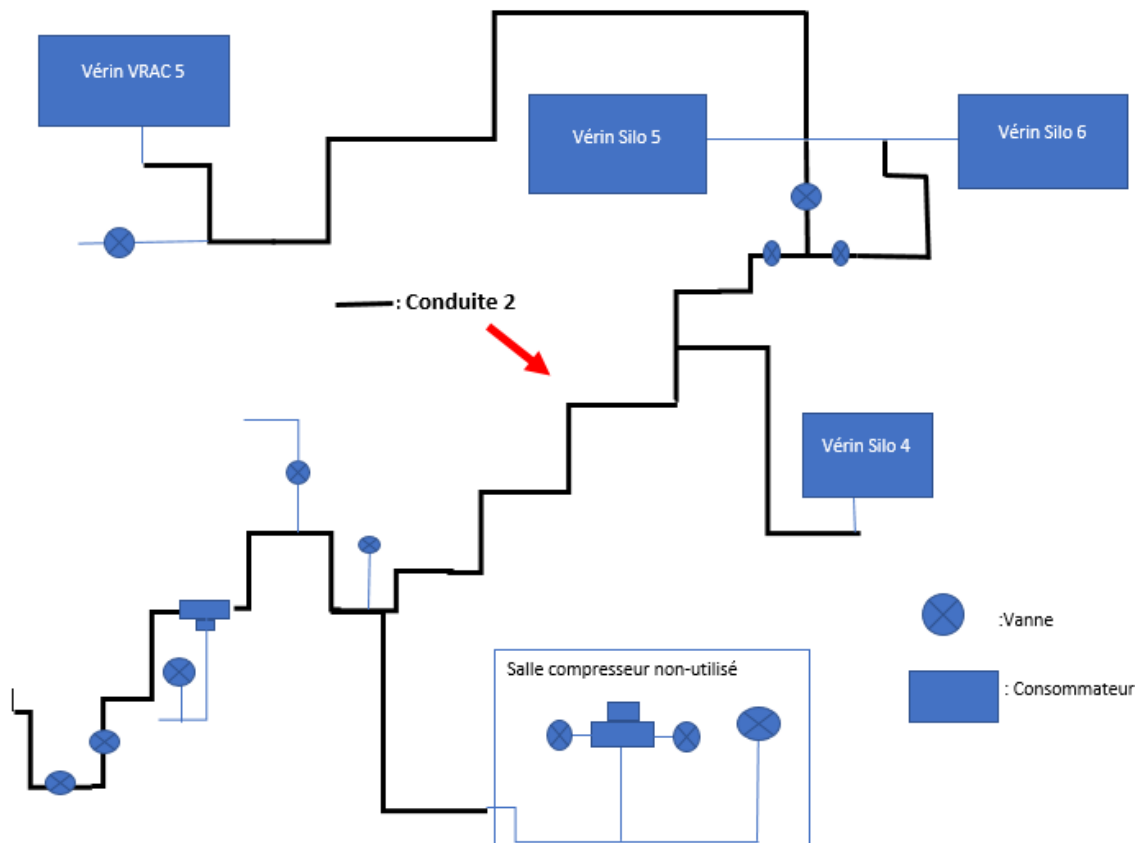 Vérin VRAC 5
Vérin Silo 5
Vérin Silo 6
: Conduite 2
Vérin Silo 4
:Vanne
Salle compresseur non-utilisé
: Consommateur